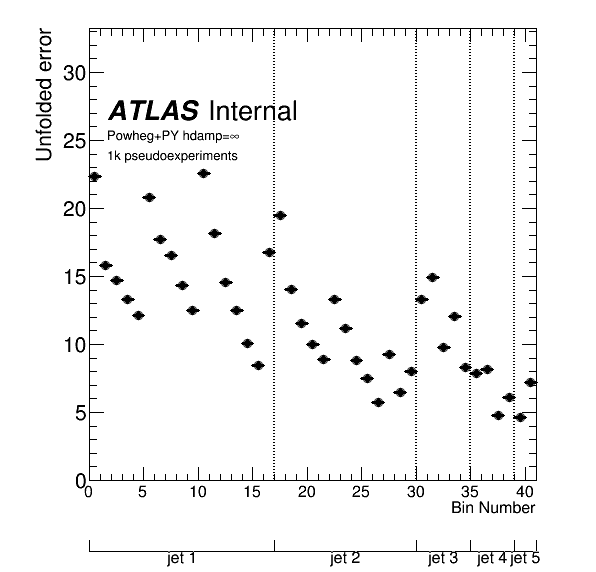 Unfolded error
30
25
20
15
10
5
0
ATLAS Internal
Powheg+PY hdamp=∞
1k pseudoexperiments
0 5 10 15 20 25 30 35 40
Bin Number
jet 1 jet 2 jet 3 jet 4 jet 5